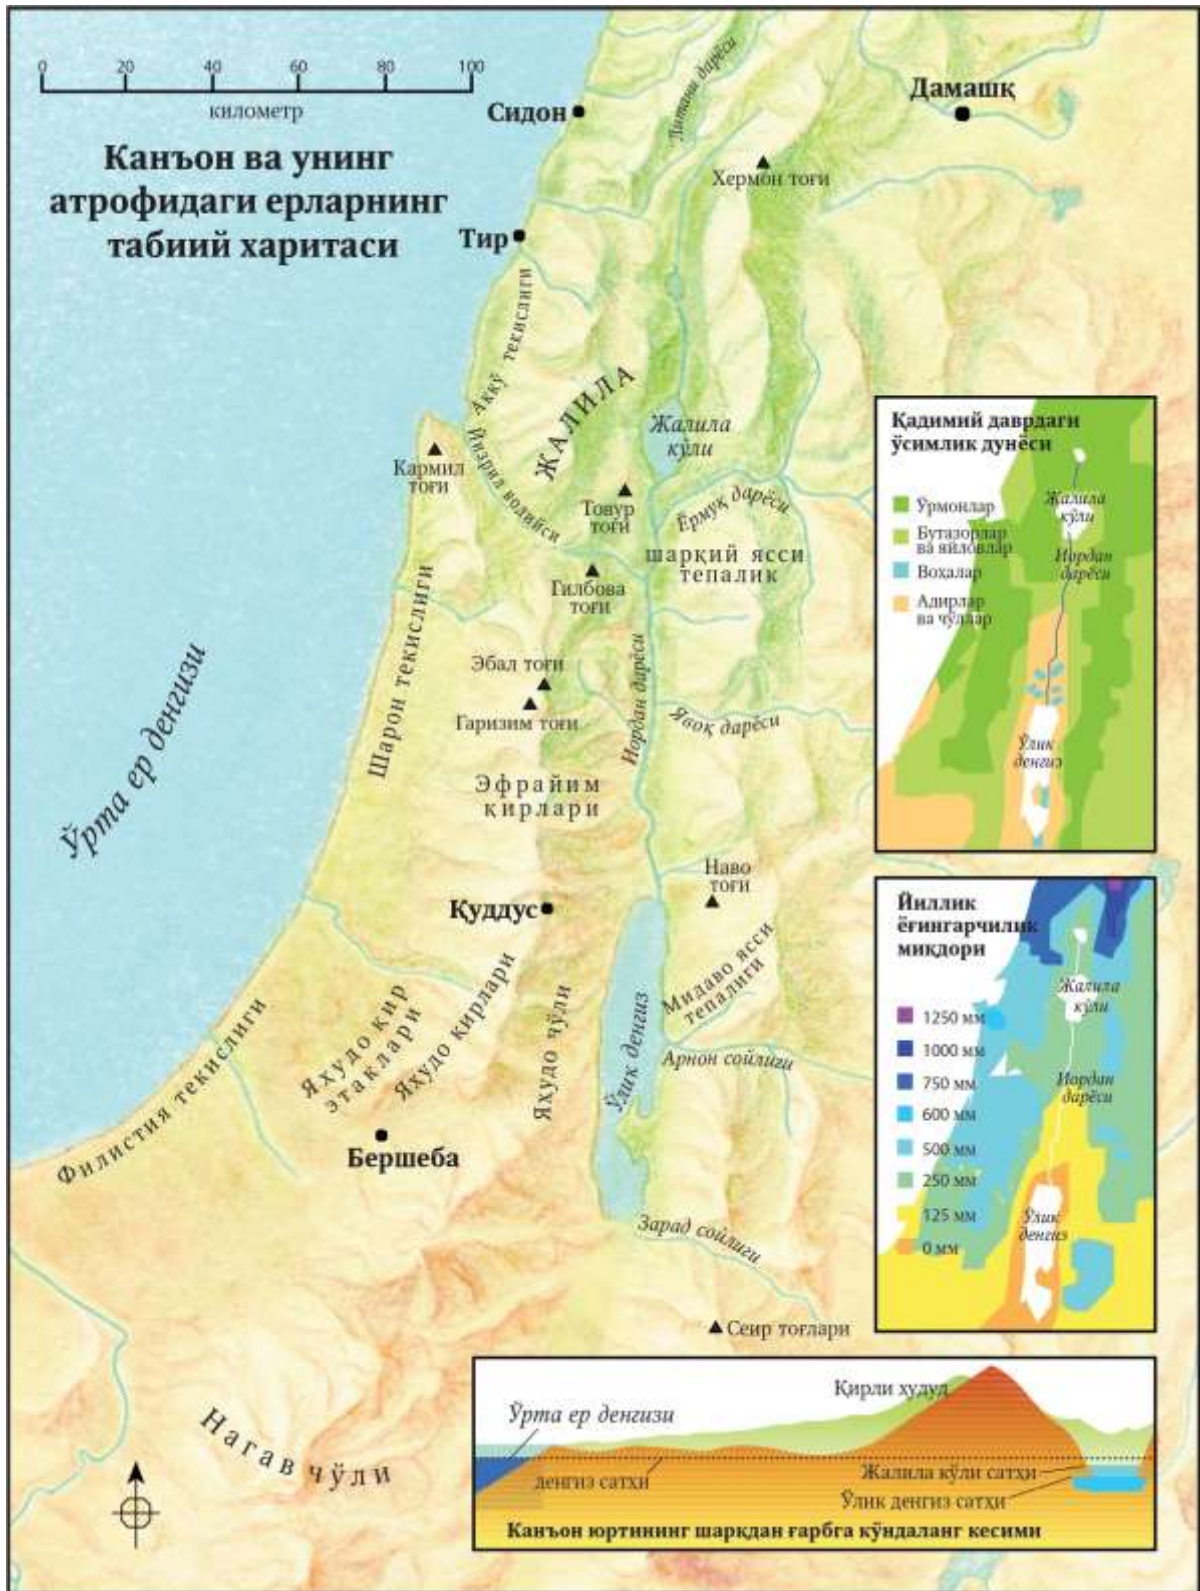 0 20 40 60 80 100
километр
Канъон ва унинг
атрофидаги ерларнинг
табиий харитаси
Сидон
Литани дарёси
Дамашқ
Хермон тоғи
Тир
Аккў текислиги
ЖАЛИЛА
Жалила
кўли
Кармил
тоғи
Йизрил водийси
Товур
тоғи
Ёрмуқ дарёси
шарқий ясси
тепалик
Гилбова
тоғи
Шарон текислиги
Эбал тоғи
Гаризим тоғи
Иордан дарёси
Явоқ дарёси
Ўрта ер денгизи
Эфрайим
қирлари
Наво
тоғи
Қуддус
Мидаво ясси
тепалиги
Филистия текислиги
Яхудо қир
этаклари
Яхудо қирлари
Яхудо чўли
Ўлик денгиз
Арнон сойлиги
Бершеба
Зарад сойлиги
Сеир тоғлари
Нагав чўли
Қадимий даврдаги
ўсимлик дунёси
Ўрмонлар
Бутазорлар
ва яйловлар
Воҳалар
Адирлар
ва чўллар
Жалила
кўли
Иордан
дарёси
Ўлик
денгиз
Йиллик
ёғингарчилик
миқдори
1250 мм
1000 мм
750 мм
600 мм
500 мм
250 мм
125 мм
0 мм
Жалила
кўли
Иордан
дарёси
Ўлик
денгиз
Қирли худуд
Ўрта ер денгизи
денгиз сатҳи
Жалила кўли сатҳи
Ўлик денгиз сатҳи
Канъон юртининг шарқдан ғарбга кўндаланг кесими